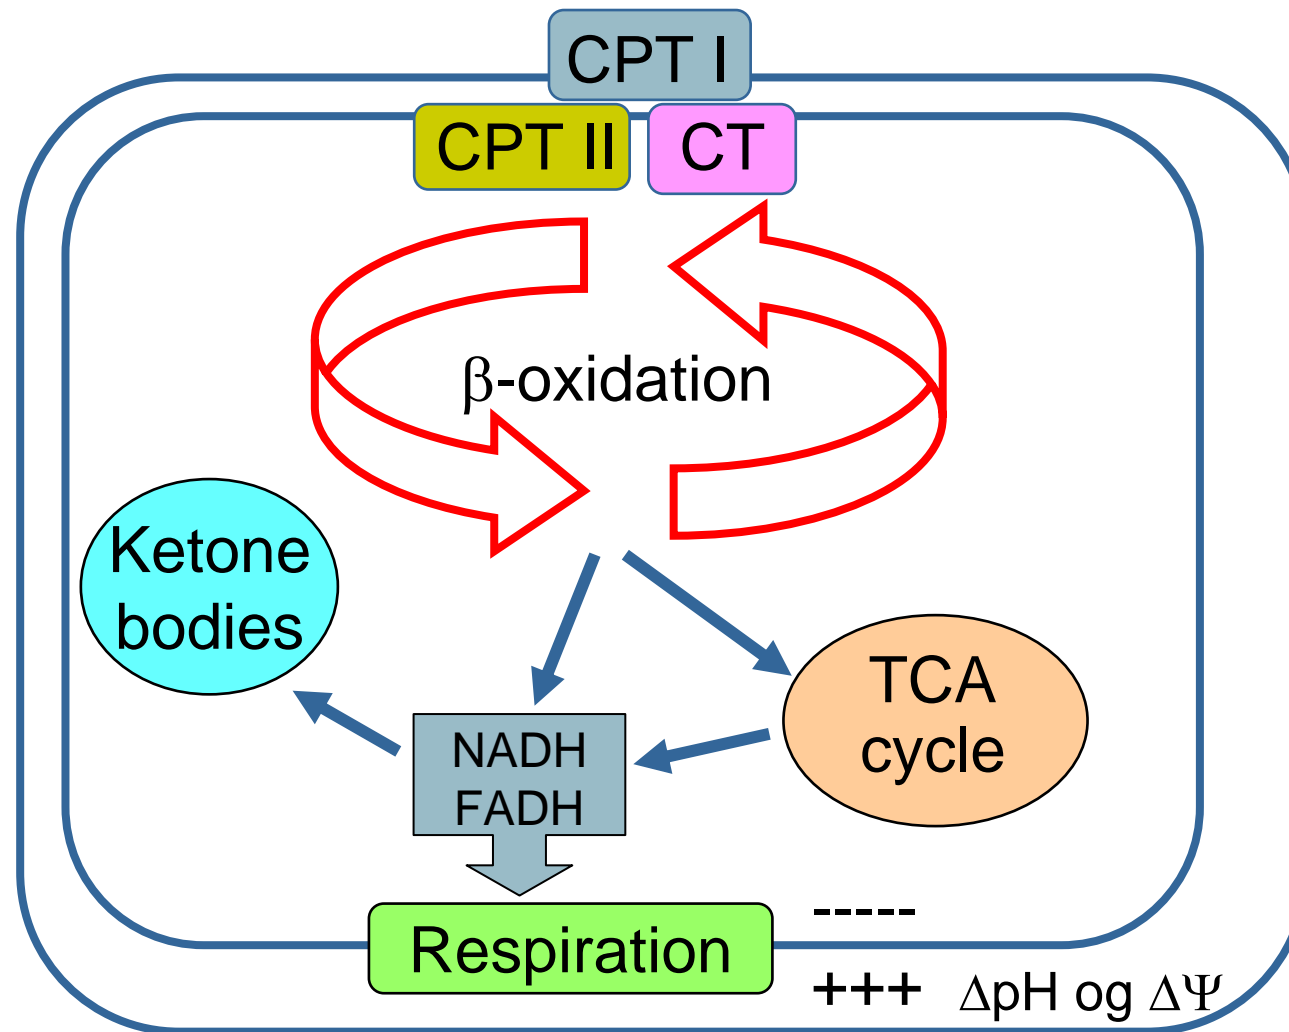 CPT I
CPT II
CT
β-oxidation
Ketone
bodies
TCA
cycle
NADH
FADH
-----
Respiration
+++ ΔpH og ΔΨ